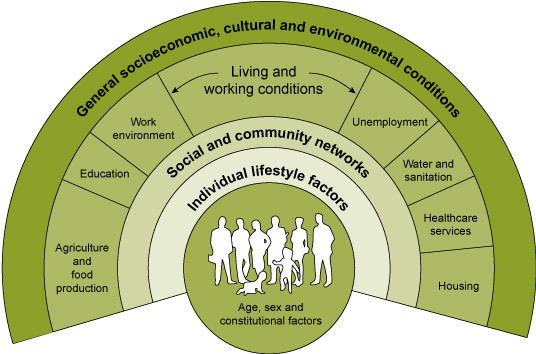 General socioeconomic, cultural and environmental conditions
Living and
working conditions
Work
environment
Unemployment
Education
Water and
sanitation
Agriculture
and
food
production
Healthcare
services
Housing
Social and community networks
Individual lifestyle factors
Age, sex and
constitutional factors